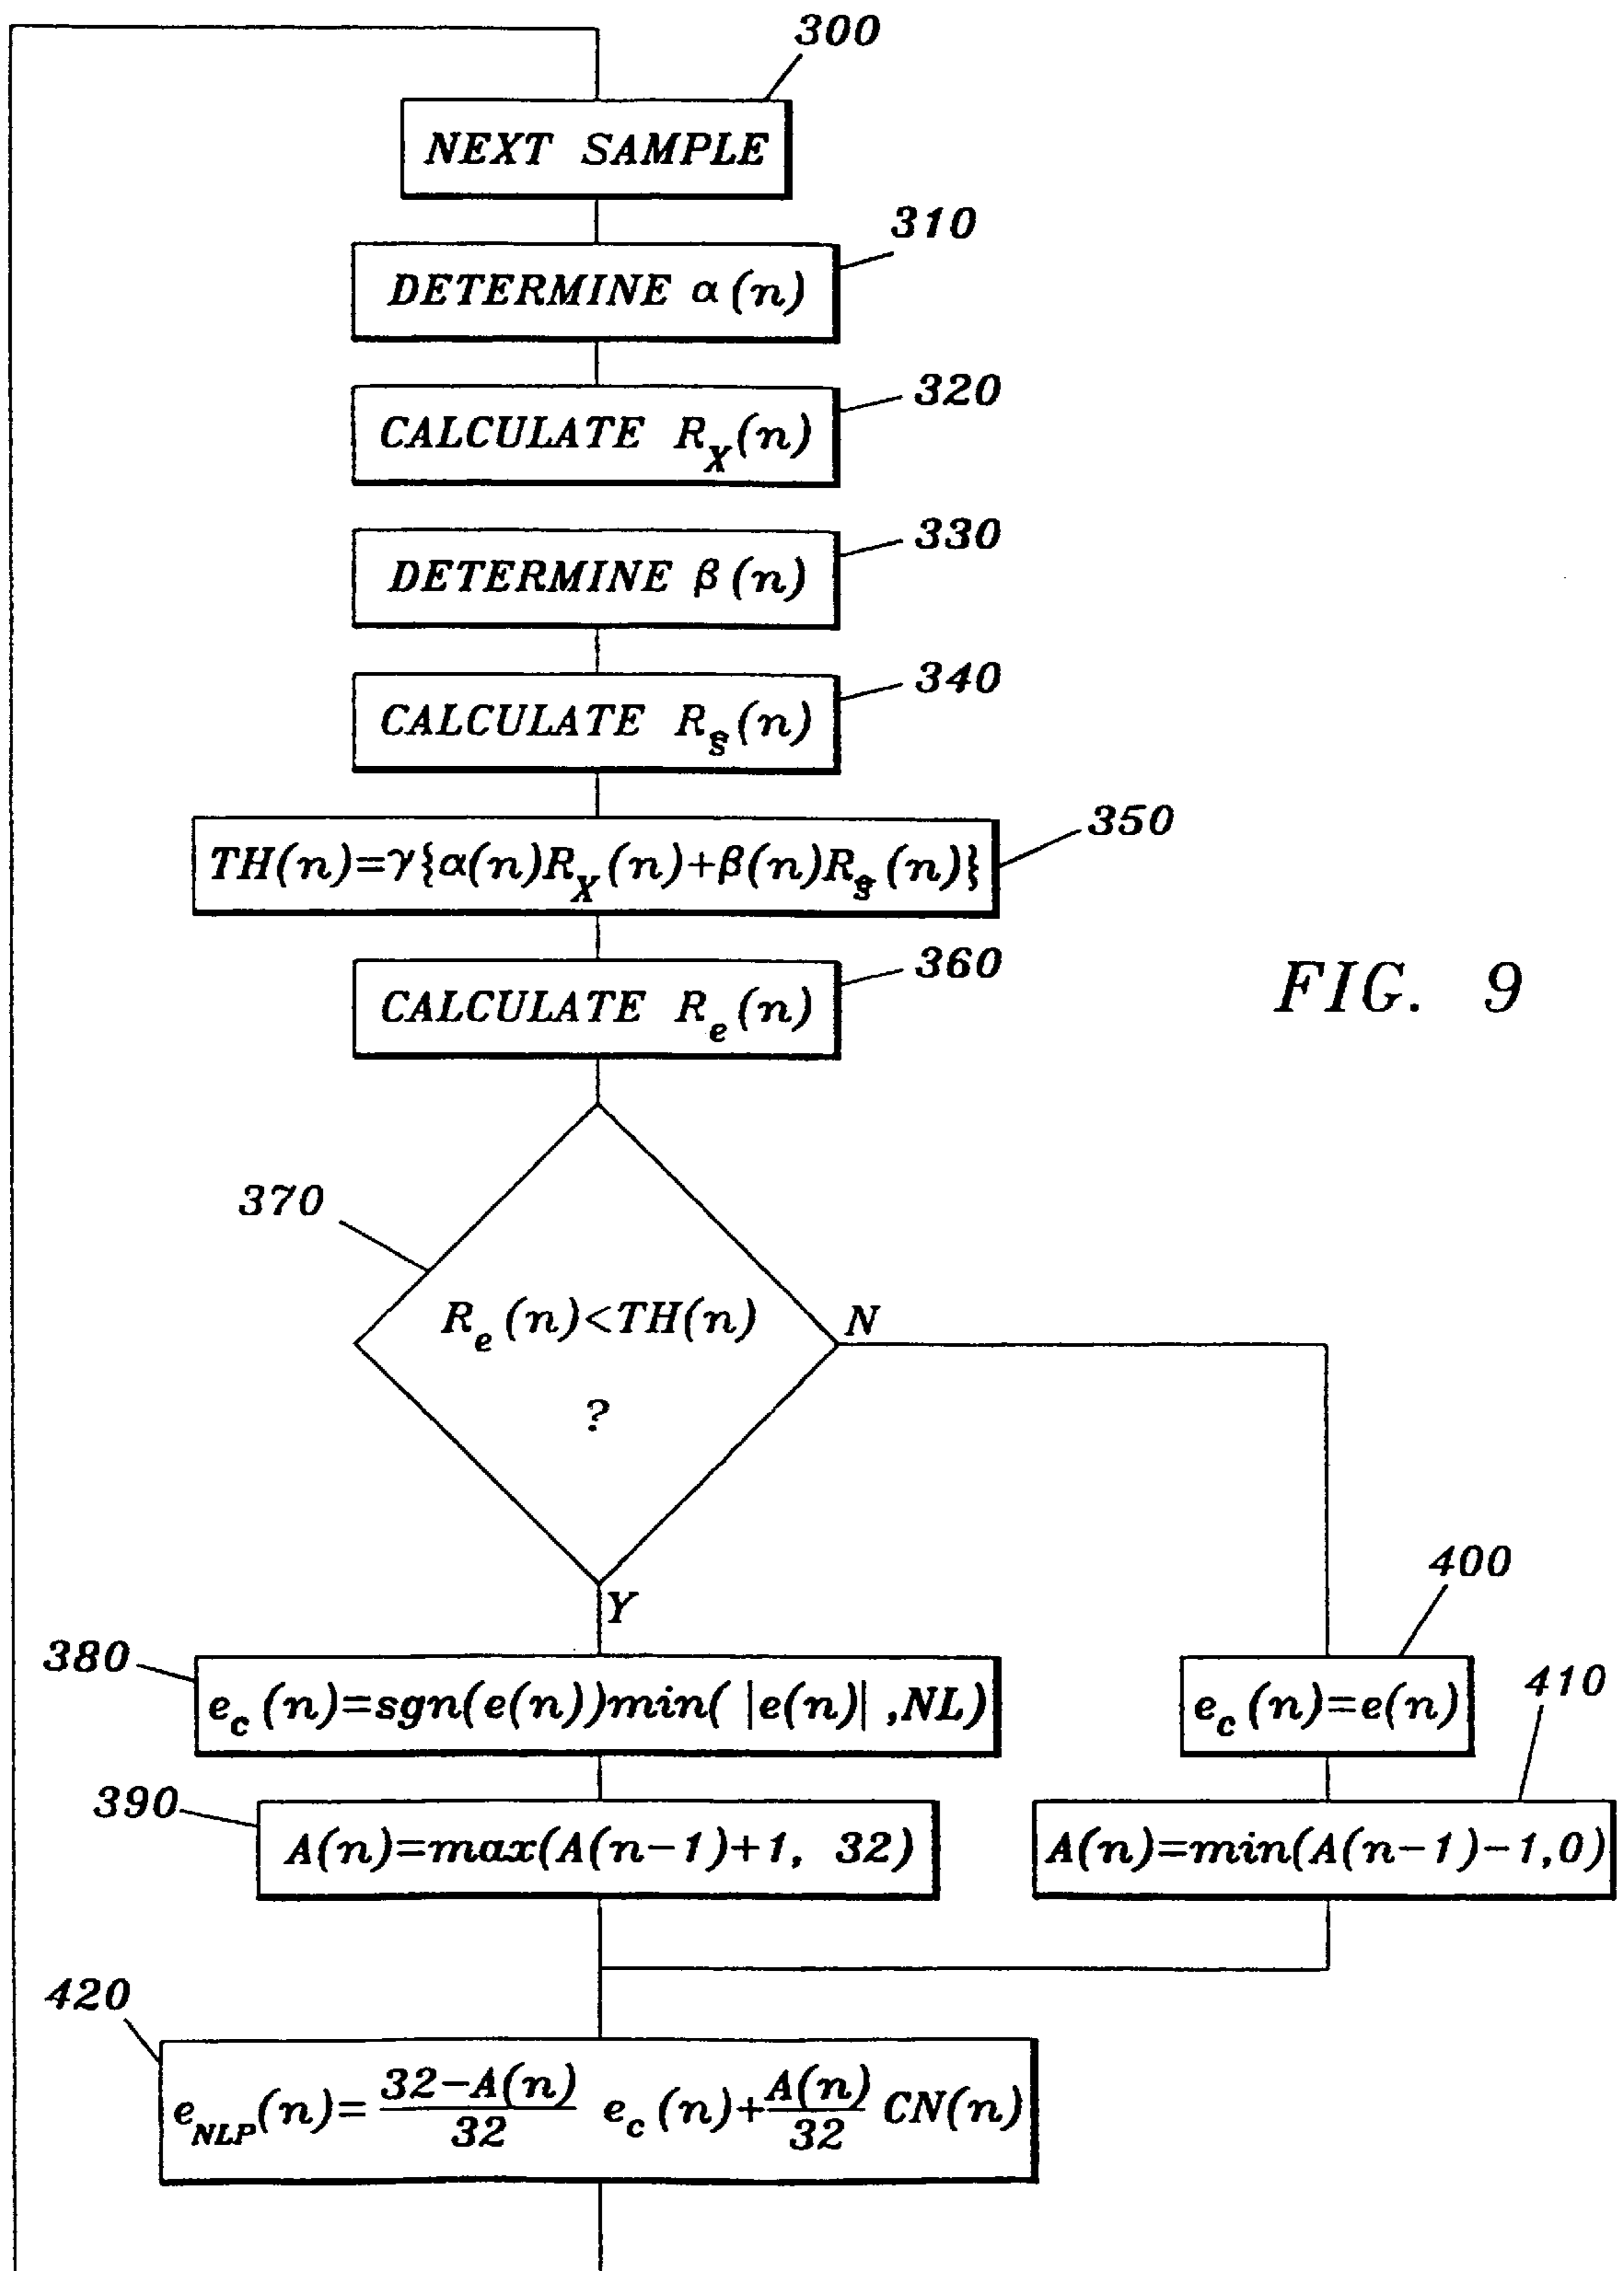 300
NEXT SAMPLE
310
DETERMINE α(n)
320
CALCULATE R_X(n)
330
DETERMINE β(n)
340
CALCULATE R_ŝ(n)
350
TH(n)=γ{α(n)R_X(n)+β(n)R_ŝ(n)}
360
CALCULATE R_e(n)
FIG. 9
370
R_e(n)<TH(n)
?
N
Y
380
e_c(n)=sgn(e(n))min( |e(n)| ,NL)
400
e_c(n)=e(n)
390
A(n)=max(A(n-1)+1, 32)
410
A(n)=min(A(n-1)-1,0)
420
e_NLP(n)= 32-A(n)/32 e_c(n)+ A(n)/32 CN(n)